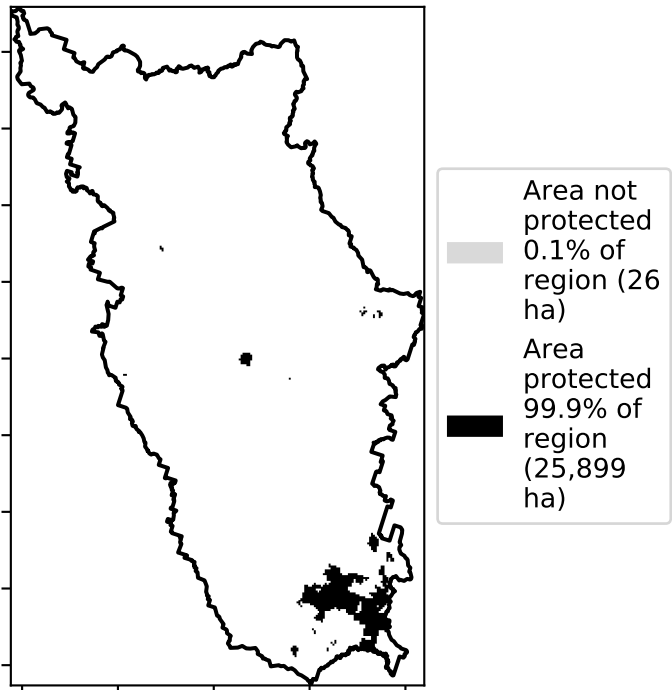 Area not
protected
0.1% of
region (26
ha)
Area
protected
99.9% of
region
(25,899
ha)